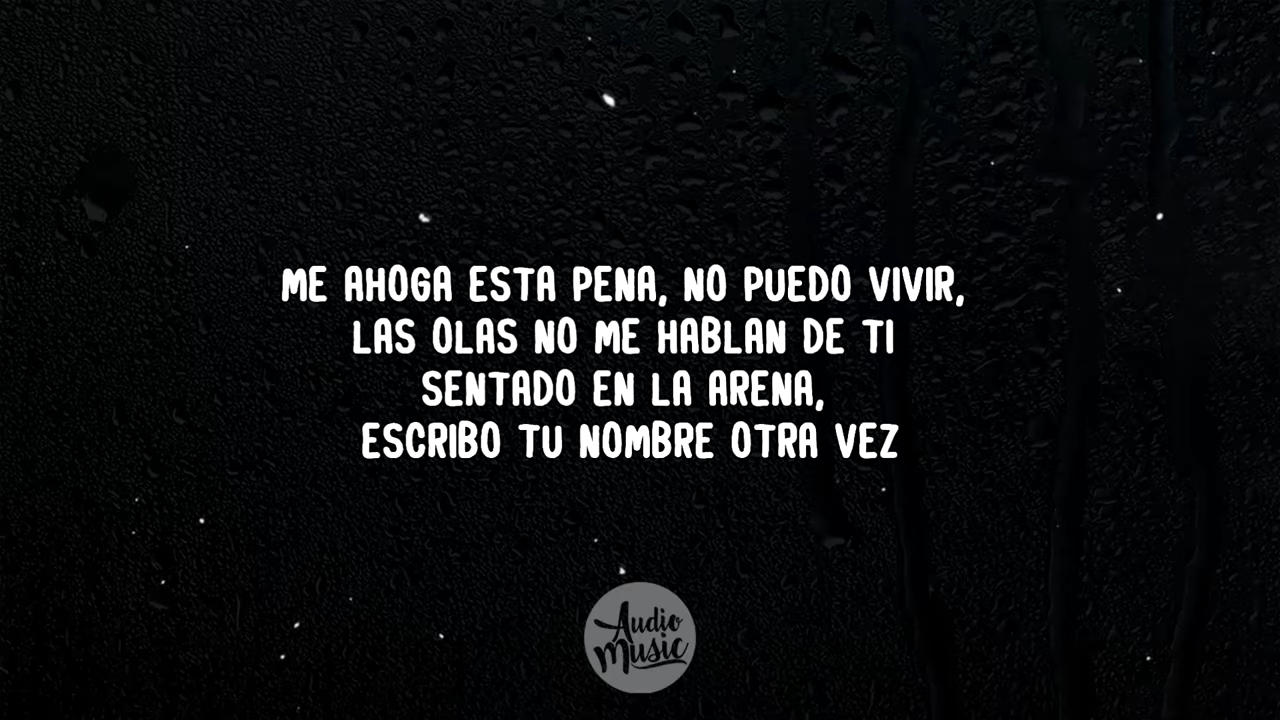 ME AHOGA ESTA PENA, NO PUEDO VIVIR,
LAS OLAS NO ME HABLAN DE TI
SENTADO EN LA ARENA,
ESCRIBO TU NOMBRE OTRA VEZ
Audio
Music